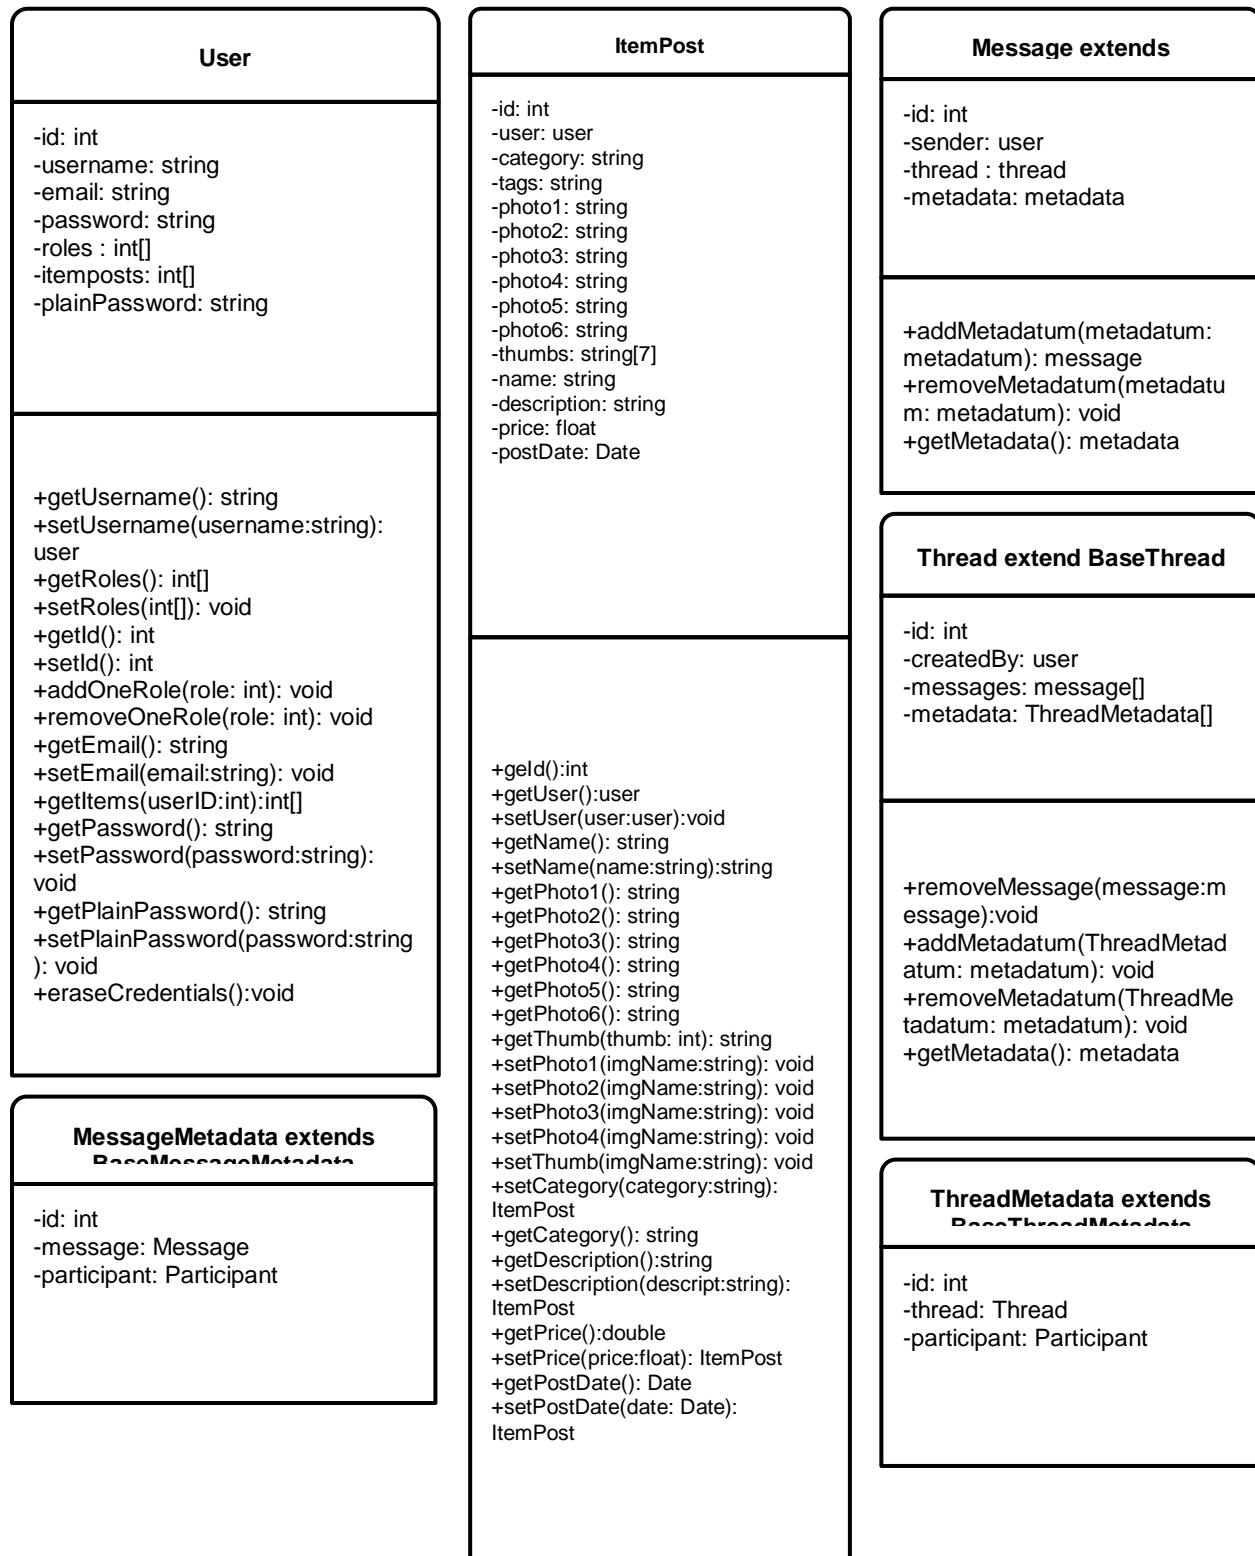 User
-id: int
-username: string
-email: string
-password: string
-roles : int[]
-itemposts: int[]
-plainPassword: string
+getUsername(): string
+setUsername(username:string):
user
+getRoles(): int[]
+setRoles(int[]): void
+getId(): int
+setId(): int
+addOneRole(role: int): void
+removeOneRole(role: int): void
+getEmail(): string
+setEmail(email:string): void
+getItems(userID:int):int[]
+getPassword(): string
+setPassword(password:string):
void
+getPlainPassword(): string
+setPlainPassword(password:string
): void
+eraseCredentials():void
MessageMetadata extends
BaseMessageMetadata
-id: int
-message: Message
-participant: Participant
ItemPost
-id: int
-user: user
-category: string
-tags: string
-photo1: string
-photo2: string
-photo3: string
-photo4: string
-photo5: string
-photo6: string
-thumbs: string[7]
-name: string
-description: string
-price: float
-postDate: Date
+geId():int
+getUser():user
+setUser(user:user):void
+getName(): string
+setName(name:string):string
+getPhoto1(): string
+getPhoto2(): string
+getPhoto3(): string
+getPhoto4(): string
+getPhoto5(): string
+getPhoto6(): string
+getThumb(thumb: int): string
+setPhoto1(imgName:string): void
+setPhoto2(imgName:string): void
+setPhoto3(imgName:string): void
+setPhoto4(imgName:string): void
+setThumb(imgName:string): void
+setCategory(category:string):
ItemPost
+getCategory(): string
+getDescription():string
+setDescription(descript:string):
ItemPost
+getPrice():double
+setPrice(price:float): ItemPost
+getPostDate(): Date
+setPostDate(date: Date):
ItemPost
Message extends
-id: int
-sender: user
-thread : thread
-metadata: metadata
+addMetadatum(metadatum:
metadatum): message
+removeMetadatum(metadatu
m: metadatum): void
+getMetadata(): metadata
Thread extend BaseThread
-id: int
-createdBy: user
-messages: message[]
-metadata: ThreadMetadata[]
+removeMessage(message:m
essage):void
+addMetadatum(ThreadMetad
atum: metadatum): void
+removeMetadatum(ThreadMe
tadatum: metadatum): void
+getMetadata(): metadata
ThreadMetadata extends
BaseThreadMetadata
-id: int
-thread: Thread
-participant: Participant